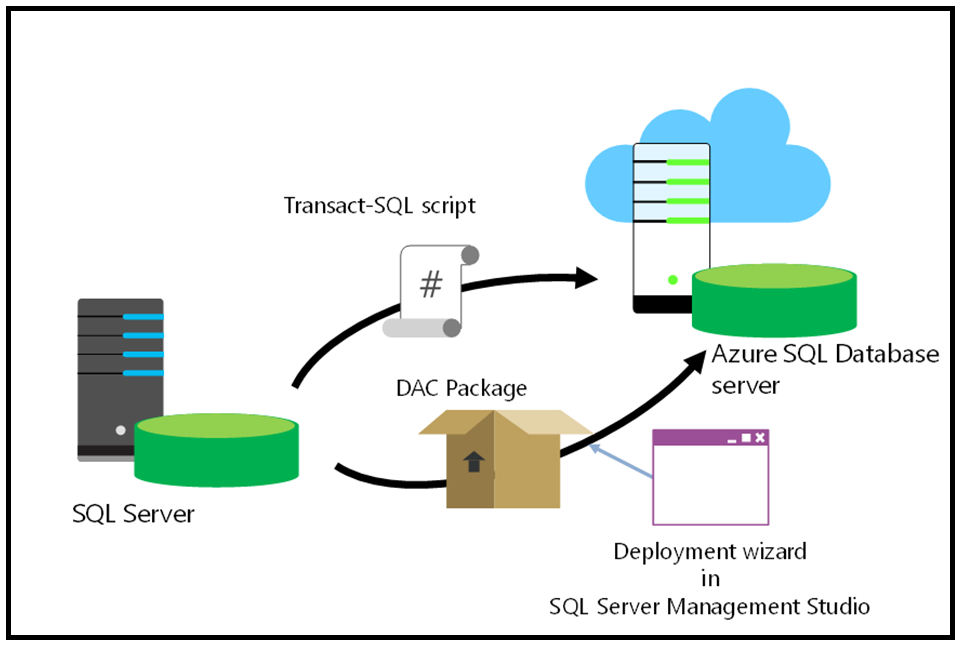 Transact-SQL script
#
Azure SQL Database
server
DAC Package
SQL Server
Deployment wizard
in
SQL Server Management Studio